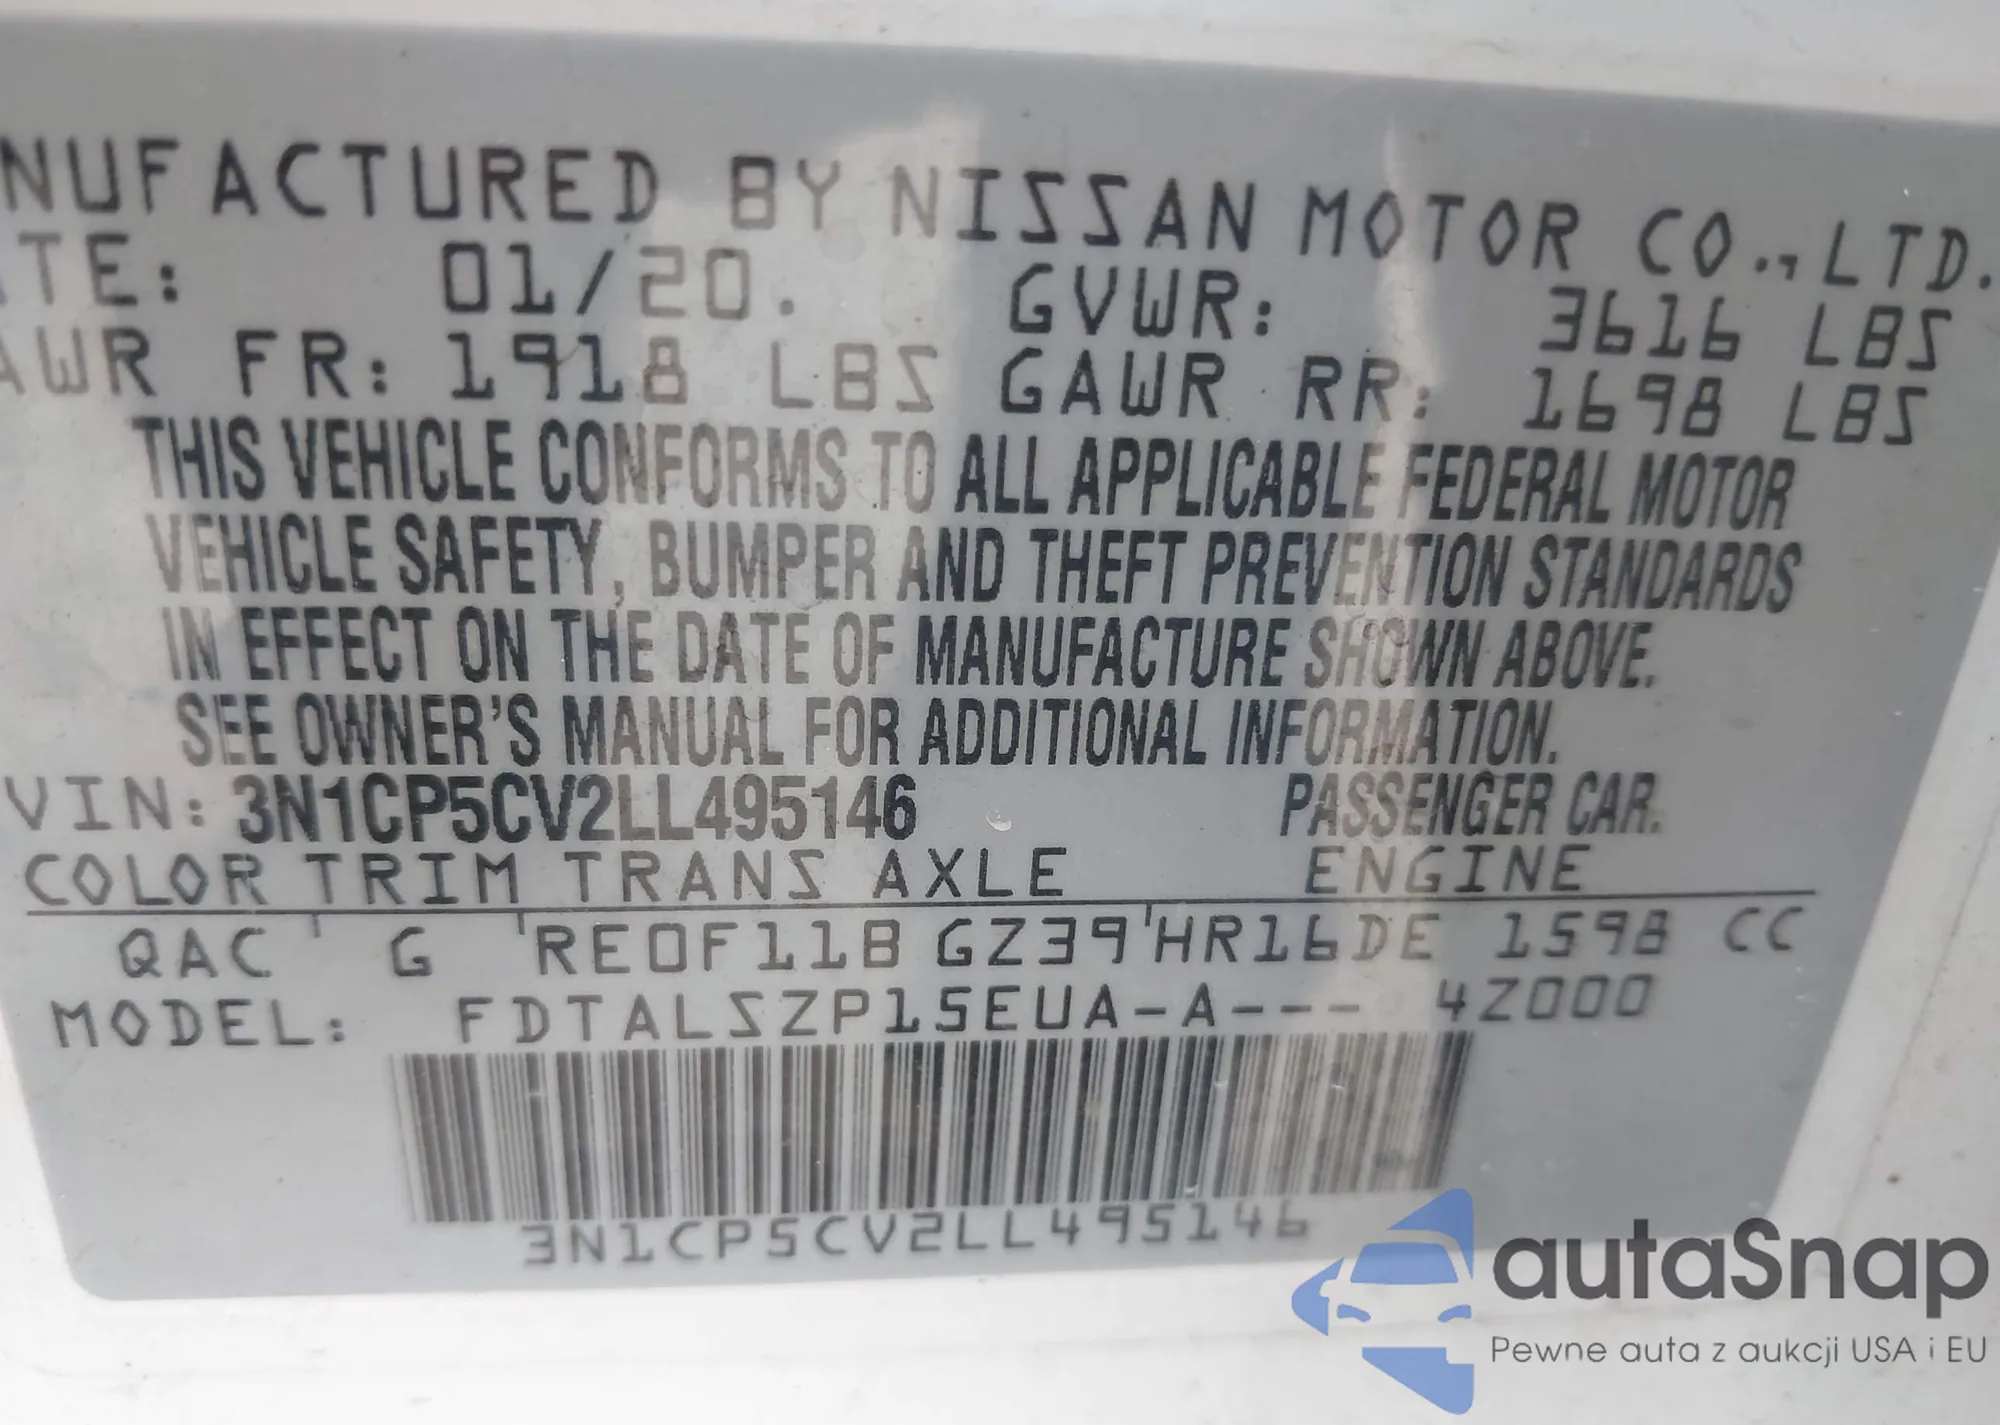 NUFACTURED BY NISSAN MOTOR CO., LTD.
TE: 01/20. GVWR: 3616 LBS
AWR FR: 1918 LBS GAWR RR: 1698 LBS
THIS VEHICLE CONFORMS TO ALL APPLICABLE FEDERAL MOTOR
VEHICLE SAFETY, BUMPER AND THEFT PREVENTION STANDARDS
IN EFFECT ON THE DATE OF MANUFACTURE SHOWN ABOVE.
SEE OWNER'S MANUAL FOR ADDITIONAL INFORMATION.
VIN: 3N1CP5CV2LL495146 PASSENGER CAR.
COLOR TRIM TRANS AXLE ENGINE
QAC G RE0F11B GZ39 HR16DE 1598 CC
MODEL: FDTALSZP15EUA-A--- 4Z000
3N1CP5CV2LL495146
autaSnap
Pewne auta z aukcji USA i EU